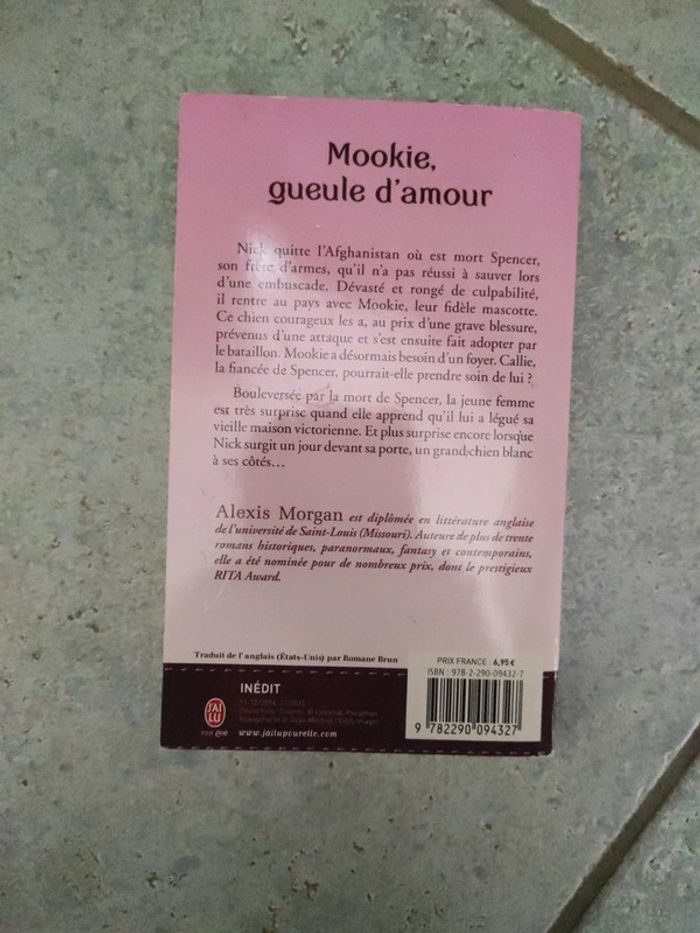 Mookie,
gueule d'amour
Nick quitte l'Afghanistan où est mort Spencer,
son frère d'armes, qu'il n'a pas réussi à sauver lors
d'une embuscade. Dévasté et rongé de culpabilité,
il rentre au pays avec Mookie, leur fidèle mascotte.
Ce chien courageux les a, au prix d'une grave blessure,
prévenus d'une attaque et s'est ensuite fait adopter par
le bataillon. Mookie a désormais besoin d'un foyer. Callie,
la fiancée de Spencer, pourrait-elle prendre soin de lui ?
Bouleversée par la mort de Spencer, la jeune femme
est très surprise quand elle apprend qu'il lui a légué sa
vieille maison victorienne. Et plus surprise encore lorsque
Nick surgit un jour devant sa porte, un grand chien blanc
à ses côtés…
Alexis Morgan est diplômée en littérature anglaise
de l'université de Saint-Louis (Missouri). Auteure de plus de trente
romans historiques, paranormaux, fantasy et contemporains,
elle a été nominée pour de nombreux prix, dont le prestigieux
RITA Award.
Traduit de l'anglais (États-Unis) par Romane Brun
PRIX FRANCE : 6,95 €
ISBN : 978-2-290-09432-7
9 782290 094327
INÉDIT
J'AI LU
POUR elle
www.jailupourelle.com